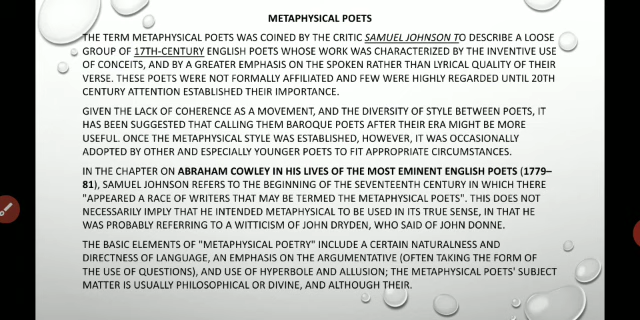 METAPHYSICAL POETS
THE TERM METAPHYSICAL POETS WAS COINED BY THE CRITIC SAMUEL JOHNSON TO DESCRIBE A LOOSE
GROUP OF 17TH-CENTURY ENGLISH POETS WHOSE WORK WAS CHARACTERIZED BY THE INVENTIVE USE
OF CONCEITS, AND BY A GREATER EMPHASIS ON THE SPOKEN RATHER THAN LYRICAL QUALITY OF THEIR
VERSE. THESE POETS WERE NOT FORMALLY AFFILIATED AND FEW WERE HIGHLY REGARDED UNTIL 20TH
CENTURY ATTENTION ESTABLISHED THEIR IMPORTANCE.
GIVEN THE LACK OF COHERENCE AS A MOVEMENT, AND THE DIVERSITY OF STYLE BETWEEN POETS, IT
HAS BEEN SUGGESTED THAT CALLING THEM BAROQUE POETS AFTER THEIR ERA MIGHT BE MORE
USEFUL. ONCE THE METAPHYSICAL STYLE WAS ESTABLISHED, HOWEVER, IT WAS OCCASIONALLY
ADOPTED BY OTHER AND ESPECIALLY YOUNGER POETS TO FIT APPROPRIATE CIRCUMSTANCES.
IN THE CHAPTER ON ABRAHAM COWLEY IN HIS LIVES OF THE MOST EMINENT ENGLISH POETS (1779–
81), SAMUEL JOHNSON REFERS TO THE BEGINNING OF THE SEVENTEENTH CENTURY IN WHICH THERE
"APPEARED A RACE OF WRITERS THAT MAY BE TERMED THE METAPHYSICAL POETS". THIS DOES NOT
NECESSARILY IMPLY THAT HE INTENDED METAPHYSICAL TO BE USED IN ITS TRUE SENSE, IN THAT HE
WAS PROBABLY REFERRING TO A WITTICISM OF JOHN DRYDEN, WHO SAID OF JOHN DONNE.
THE BASIC ELEMENTS OF "METAPHYSICAL POETRY" INCLUDE A CERTAIN NATURALNESS AND
DIRECTNESS OF LANGUAGE, AN EMPHASIS ON THE ARGUMENTATIVE (OFTEN TAKING THE FORM OF
THE USE OF QUESTIONS), AND USE OF HYPERBOLE AND ALLUSION; THE METAPHYSICAL POETS' SUBJECT
MATTER IS USUALLY PHILOSOPHICAL OR DIVINE, AND ALTHOUGH THEIR.